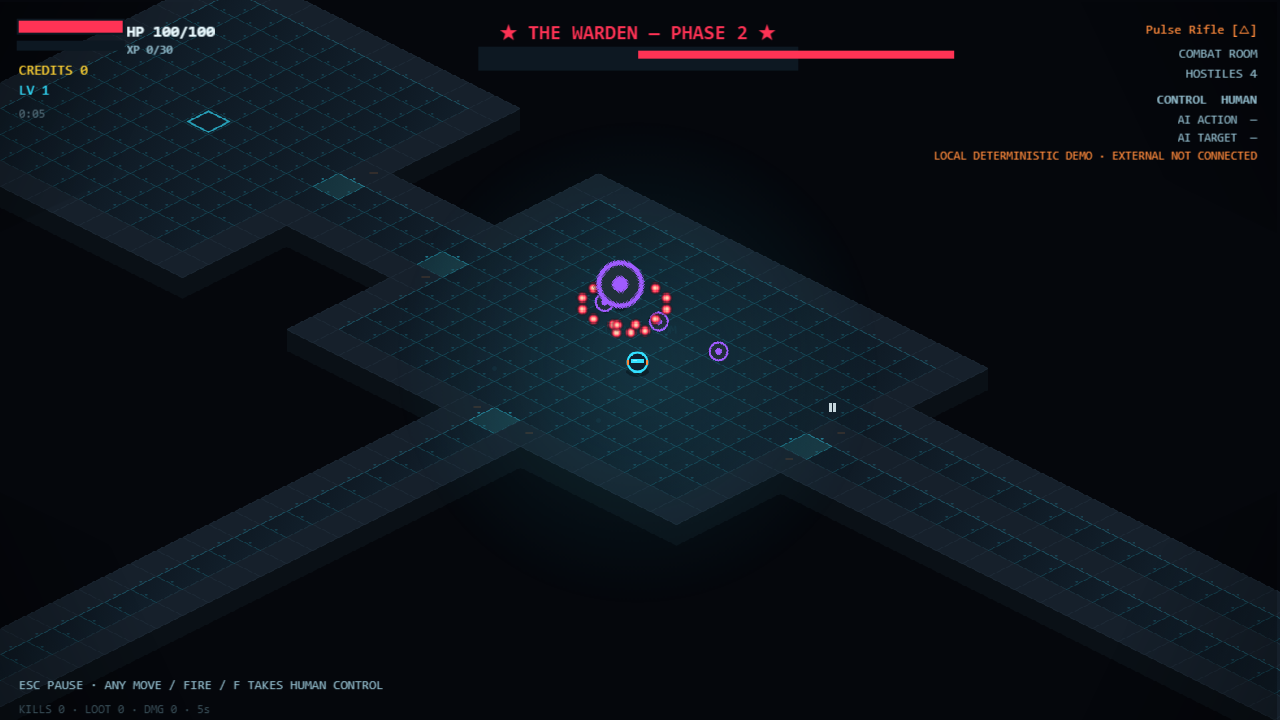 HP 100/100
XP 0/30
CREDITS 0
LV 1
0:05
★ THE WARDEN — PHASE 2 ★
Pulse Rifle [△]
COMBAT ROOM
HOSTILES 4
CONTROL HUMAN
AI ACTION —
AI TARGET —
LOCAL DETERMINISTIC DEMO · EXTERNAL NOT CONNECTED
ESC PAUSE · ANY MOVE / FIRE / F TAKES HUMAN CONTROL
KILLS 0 · LOOT 0 · DMG 0 · 5s